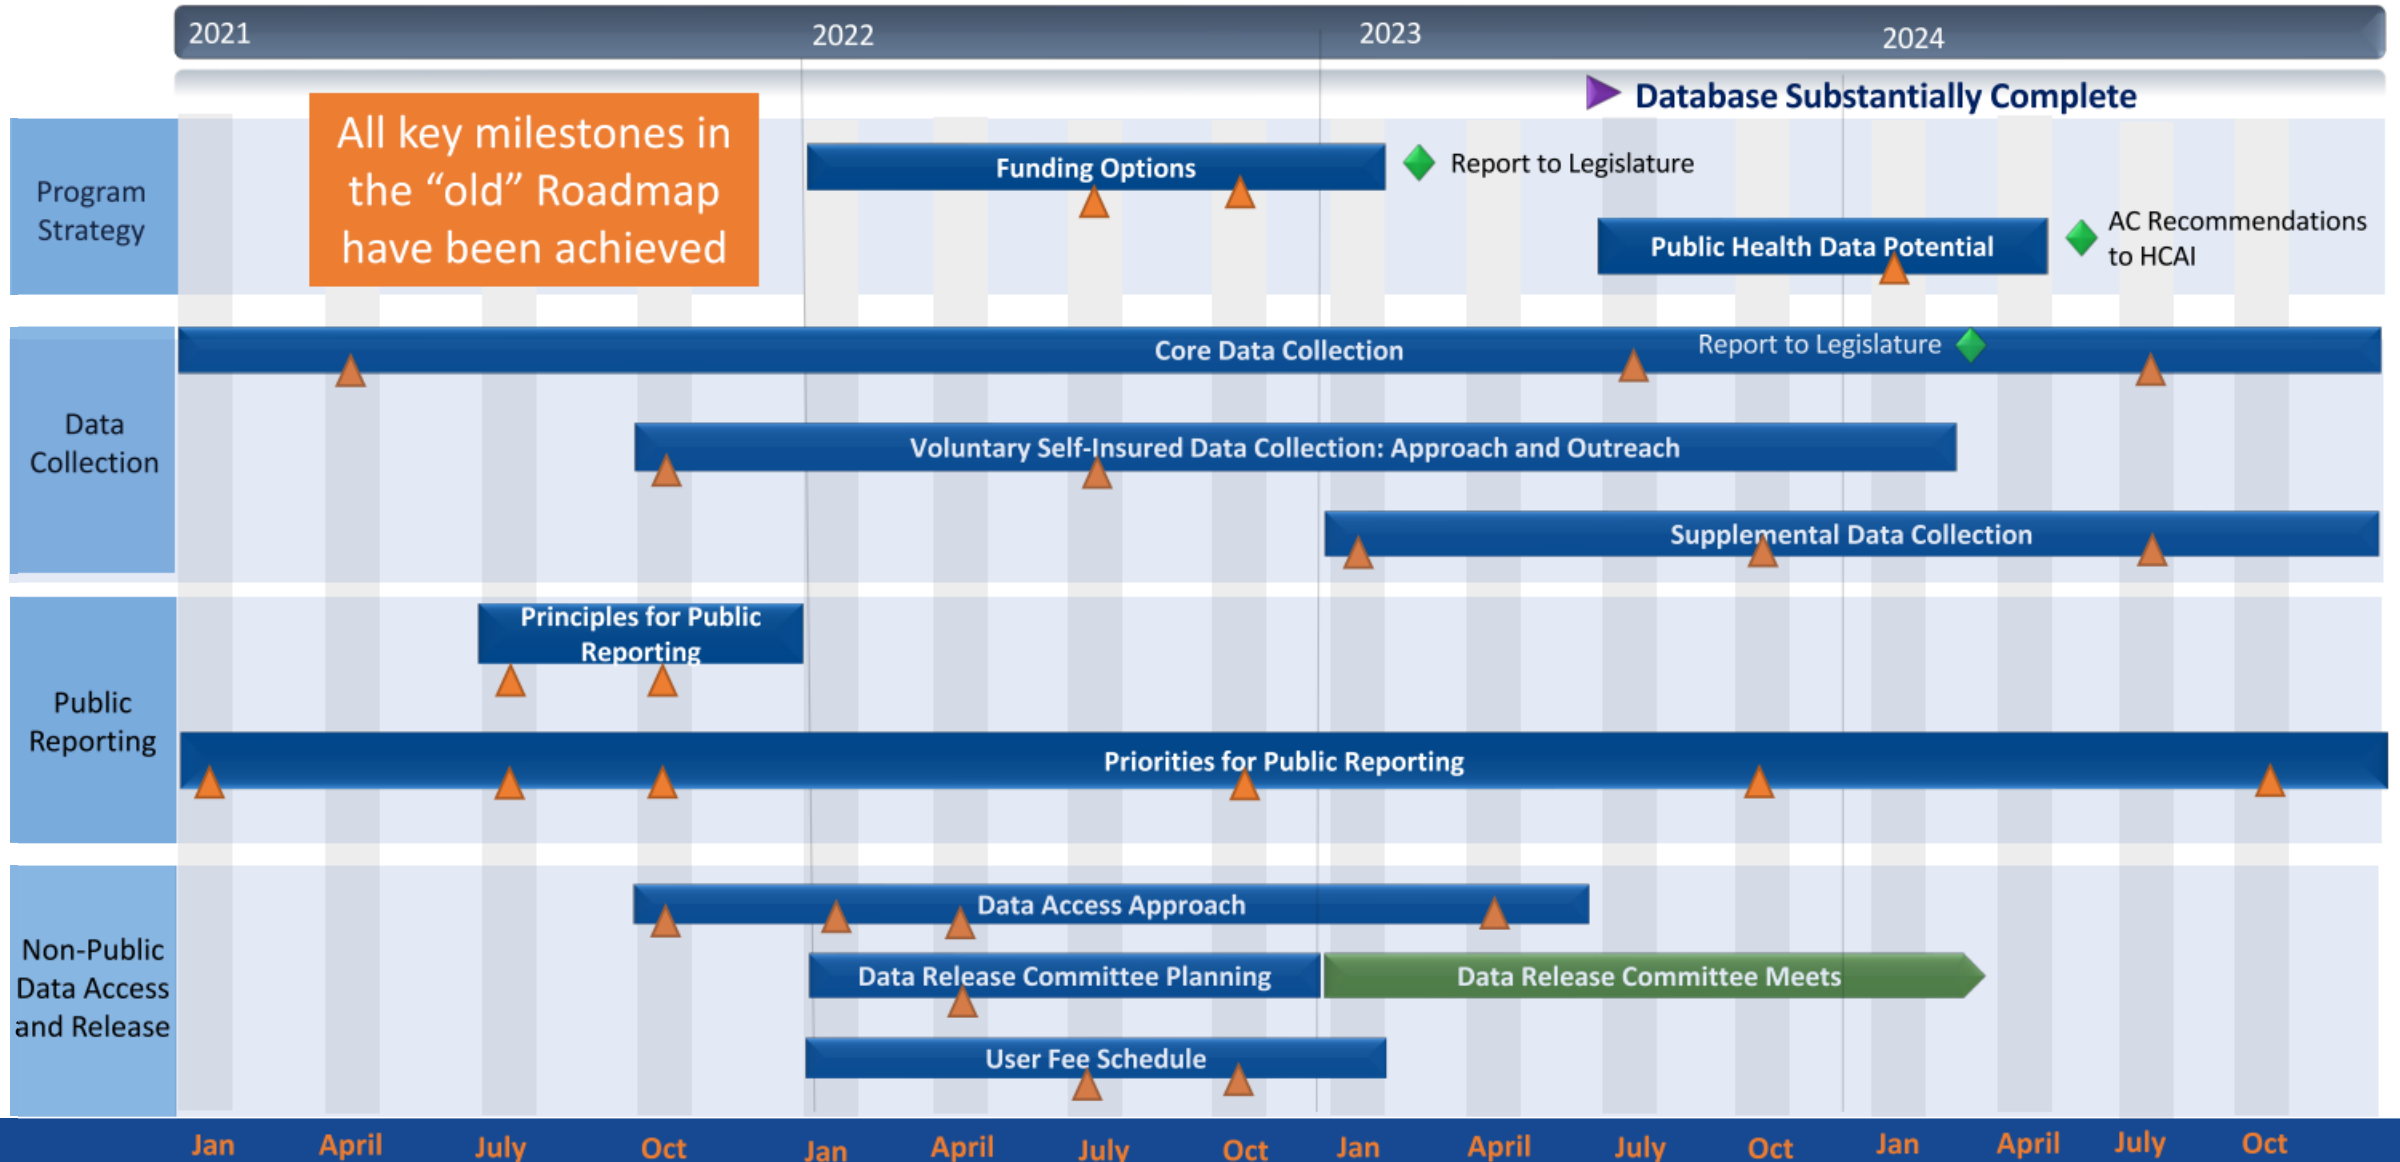 2021 2022 2023 2024
Database Substantially Complete
All key milestones in
the “old” Roadmap
have been achieved
Program
Strategy
Funding Options
Report to Legislature
Public Health Data Potential
AC Recommendations
to HCAI
Data
Collection
Core Data Collection
Report to Legislature
Voluntary Self-Insured Data Collection: Approach and Outreach
Supplemental Data Collection
Public
Reporting
Principles for Public
Reporting
Priorities for Public Reporting
Non-Public
Data Access
and Release
Data Access Approach
Data Release Committee Planning
Data Release Committee Meets
User Fee Schedule
Jan April July Oct Jan April July Oct Jan April July Oct Jan April July Oct